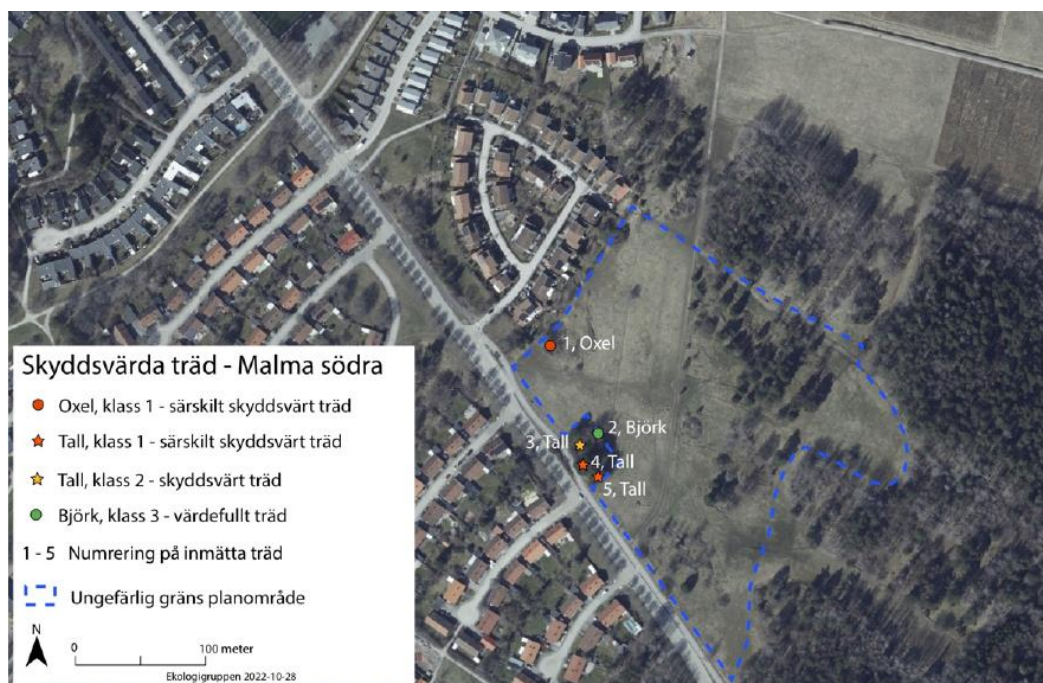 1, Oxel
2, Björk
3, Tall
4, Tall
5, Tall
Skyddsvärda träd - Malma södra
Oxel, klass 1 - särskilt skyddsvärt träd
Tall, klass 1 - särskilt skyddsvärt träd
Tall, klass 2 - skyddsvärt träd
Björk, klass 3 - värdefullt träd
1 - 5 Numrering på inmätta träd
Ungefärlig gräns planområde
N
0 100 meter
Ekologigruppen 2022-10-28